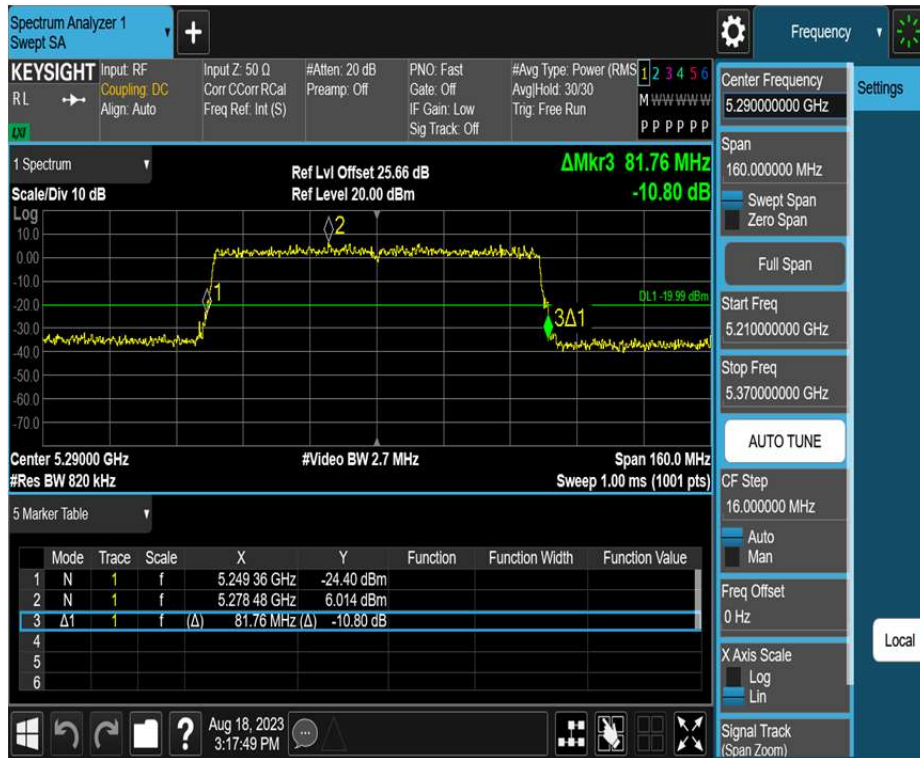 Spectrum Analyzer 1
Swept SA
+
Frequency
KEYSIGHT
RL
LXI
Input: RF
Coupling: DC
Align: Auto
Input Z: 50 Ω
Corr CCorr RCal
Freq Ref: Int (S)
#Atten: 20 dB
Preamp: Off
PNO: Fast
Gate: Off
IF Gain: Low
Sig Track: Off
#Avg Type: Power (RMS
Avg|Hold: 30/30
Trig: Free Run
1 2 3 4 5 6
M W W W W W
P P P P P P
Center Frequency
5.290000000 GHz
Settings
Span
160.000000 MHz
Swept Span
Zero Span
Full Span
Start Freq
5.210000000 GHz
Stop Freq
5.370000000 GHz
AUTO TUNE
CF Step
16.000000 MHz
Auto
Man
Freq Offset
0 Hz
X Axis Scale
Log
Lin
Local
Signal Track
(Span Zoom)
1 Spectrum
Scale/Div 10 dB
Ref Lvl Offset 25.66 dB
Ref Level 20.00 dBm
ΔMkr3 81.76 MHz
-10.80 dB
Log
10.0
0.00
-10.0
-20.0
-30.0
-40.0
-50.0
-60.0
-70.0
2
1
3Δ1
DL1 -19.99 dBm
Center 5.29000 GHz
#Video BW 2.7 MHz
Span 160.0 MHz
#Res BW 820 kHz
Sweep 1.00 ms (1001 pts)
5 Marker Table
Mode Trace Scale X Y Function Function Width Function Value
1 N 1 f 5.249 36 GHz -24.40 dBm
2 N 1 f 5.278 48 GHz 6.014 dBm
3 Δ1 1 f (Δ) 81.76 MHz (Δ) -10.80 dB
4
5
6
?
Aug 18, 2023
3:17:49 PM